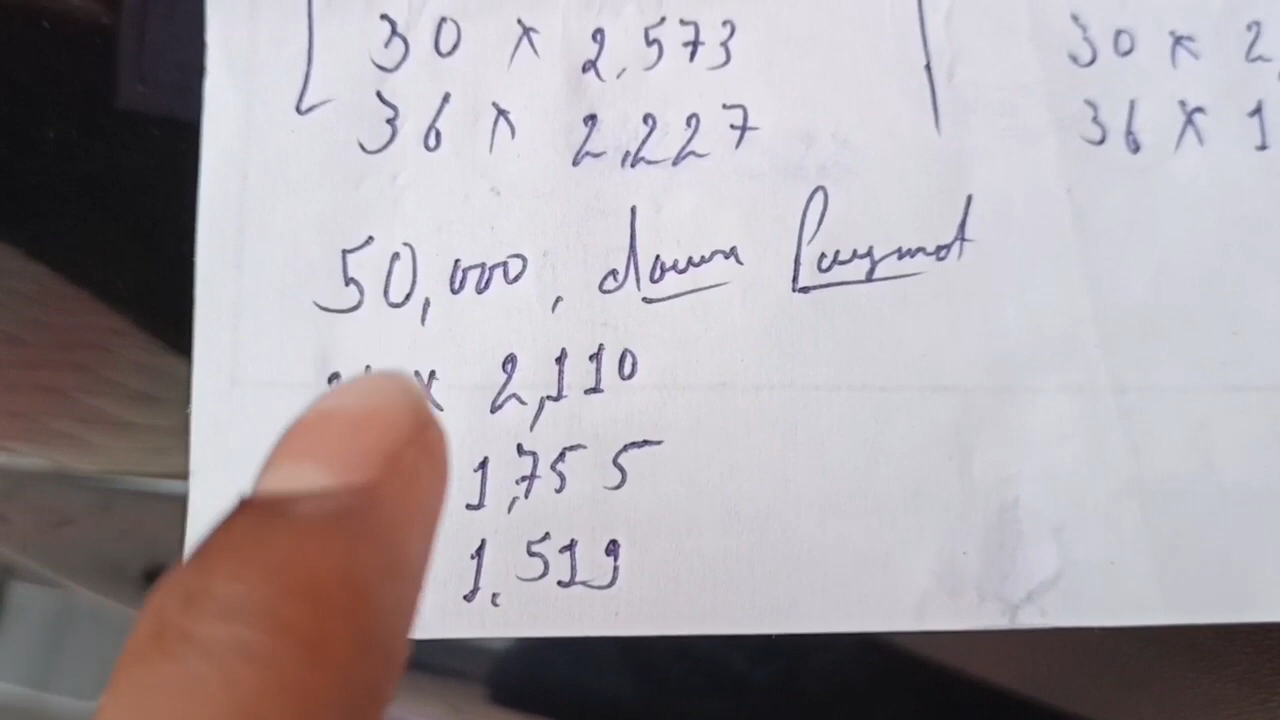 30 x 2.573
36 x 2,227
30 x 2,
36 x 1
50,000, down Paymet
x 2,110
1,755
1.519